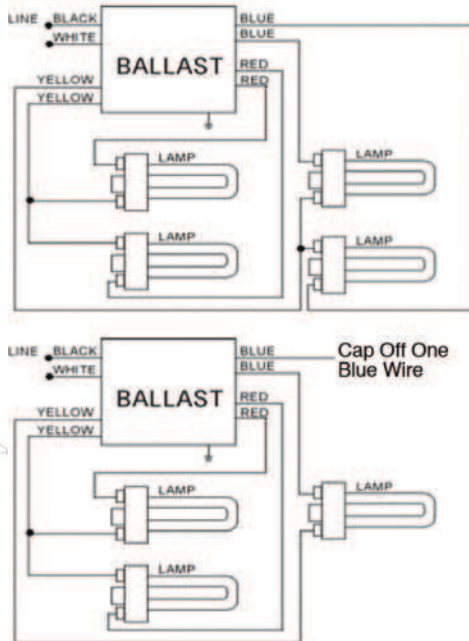 LINE BLACK BLUE
WHITE BLUE
BALLAST
RED
YELLOW RED
YELLOW
LAMP
LAMP
LAMP
LAMP
LINE BLACK BLUE Cap Off One
WHITE BLUE Blue Wire
BALLAST
RED
YELLOW RED
YELLOW
LAMP
LAMP
LAMP